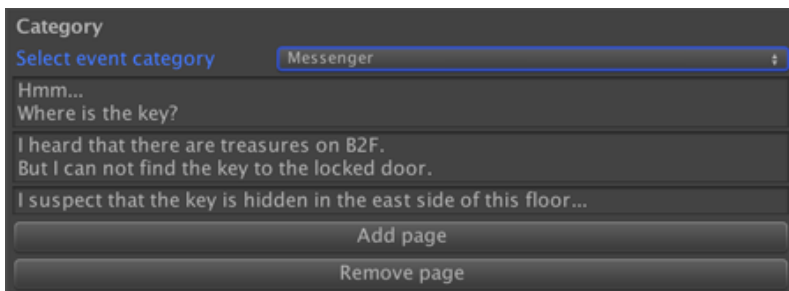 Category
Select event category Messenger
Hmm...
Where is the key?
I heard that there are treasures on B2F.
But I can not find the key to the locked door.
I suspect that the key is hidden in the east side of this floor...
Add page
Remove page